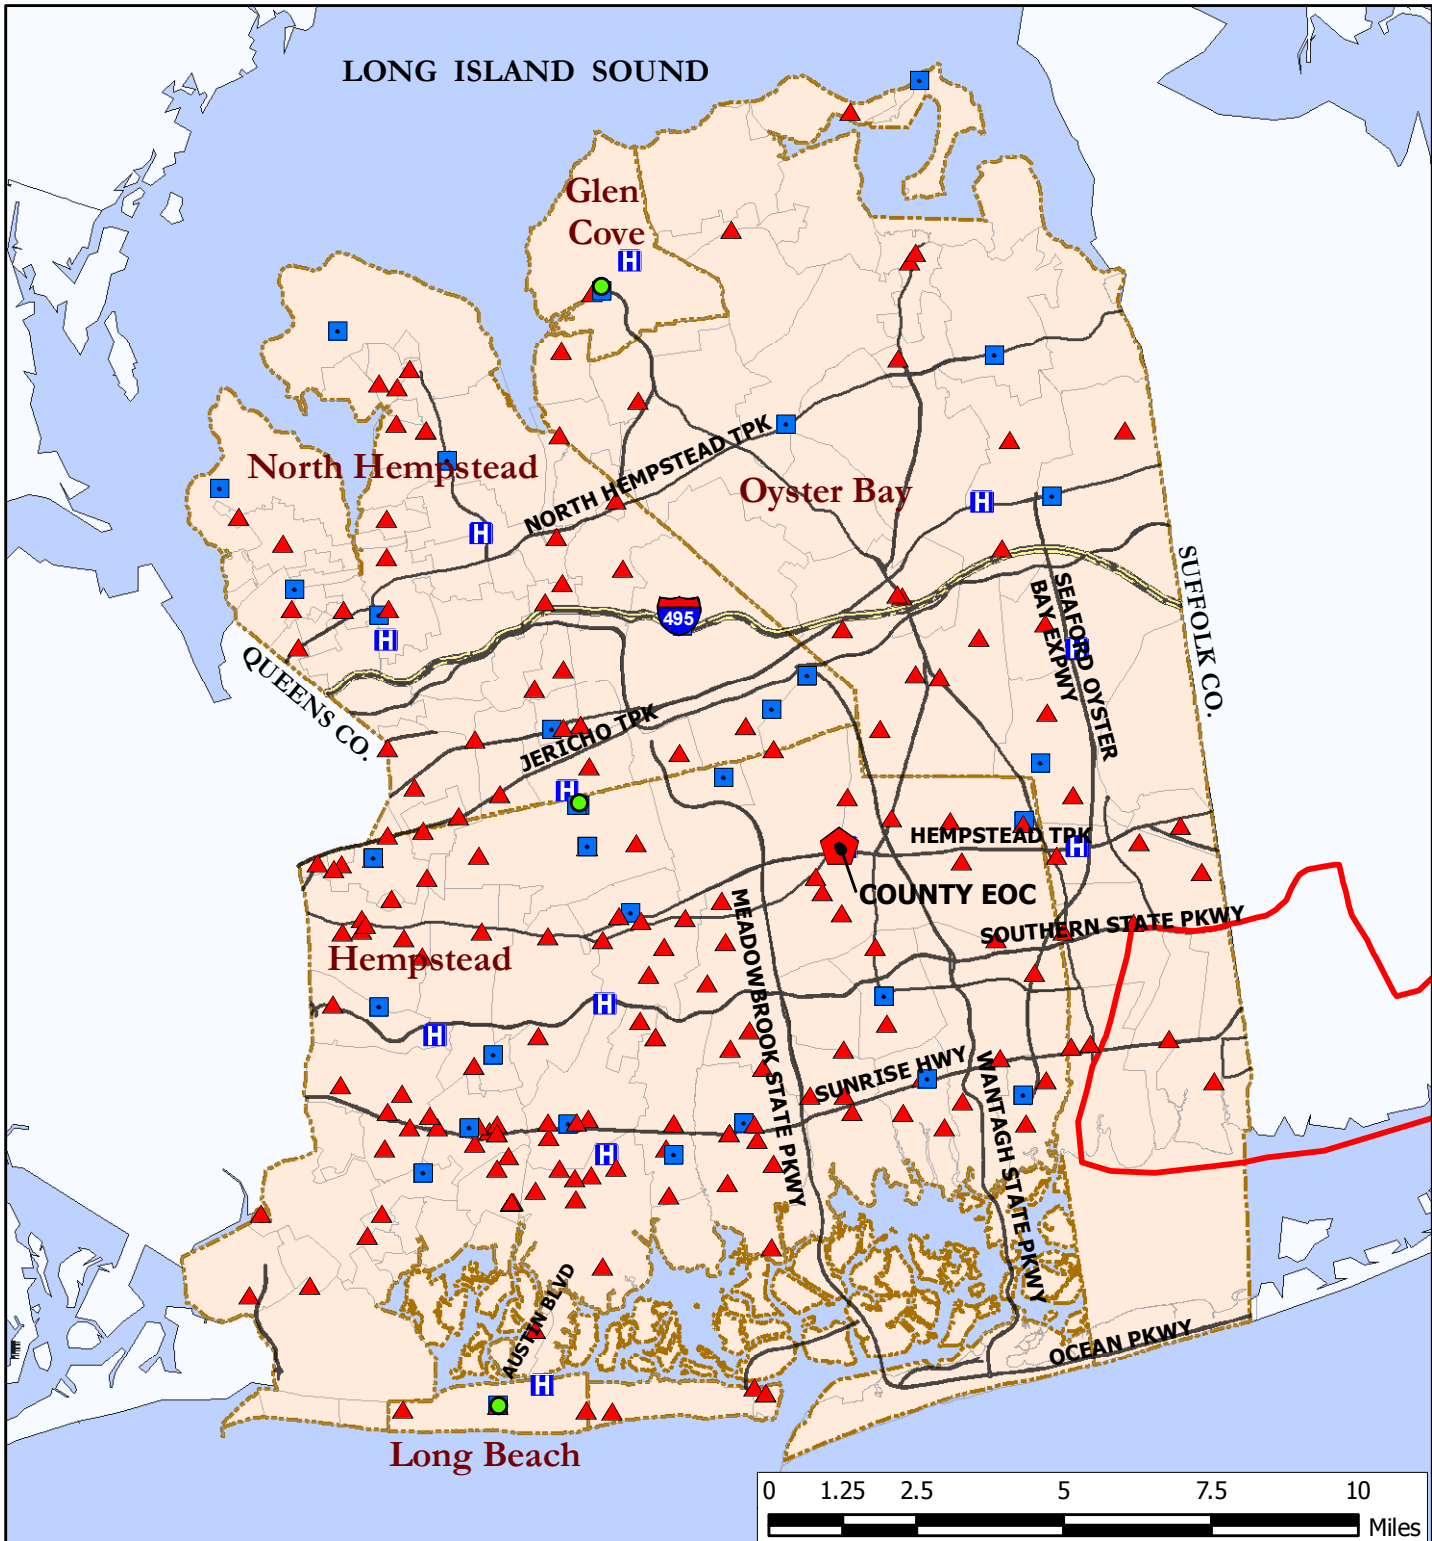 LONG ISLAND SOUND
Glen
Cove
North Hempstead
NORTH HEMPSTEAD TPK
Oyster Bay
H
H
H
495
SUFFOLK CO.
SEAFORD OYSTER
BAY EXPWY
H
H
QUEENS CO.
JERICHO TPK
H
HEMPSTEAD TPK
H
COUNTY EOC
MEADOWBROOK STATE PKWY
SOUTHERN STATE PKWY
Hempstead
H
H
SUNRISE HWY
WANTAGH STATE PKWY
H
AUSTIN BLVD
OCEAN PKWY
H
Long Beach
0 1.25 2.5 5 7.5 10
Miles